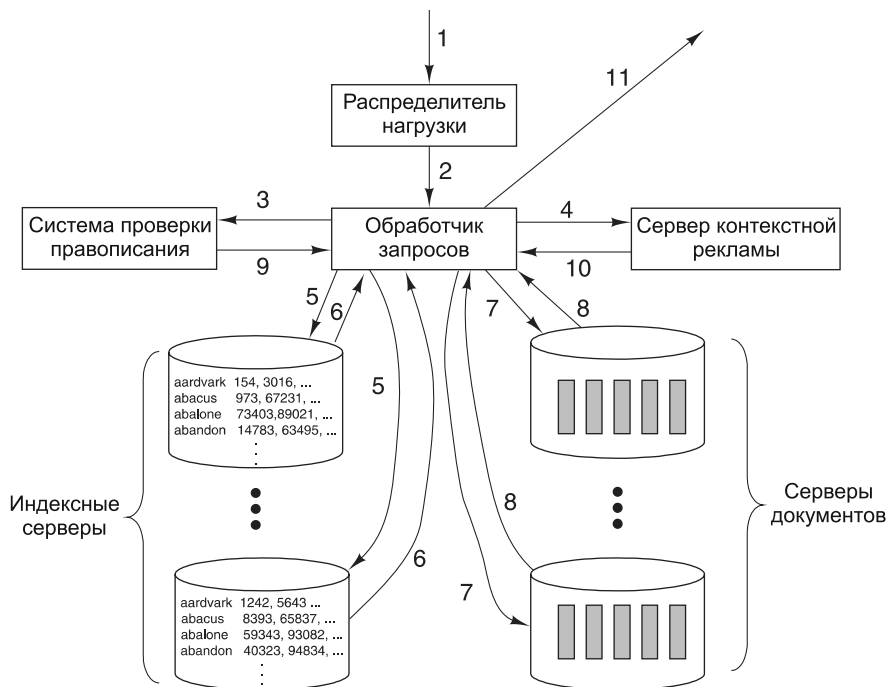 1
11
Распределитель
нагрузки
2
3
4
Система проверки
правописания
Обработчик
запросов
Сервер контекстной
рекламы
9
10
5
6
7
8
aardvark 154, 3016, ...
abacus 973, 67231, ...
abalone 73403,89021, ...
abandon 14783, 63495, ...
5
Индексные
серверы
Серверы
документов
8
6
7
aardvark 1242, 5643 ...
abacus 8393, 65837, ...
abalone 59343, 93082, ...
abandon 40323, 94834, ...